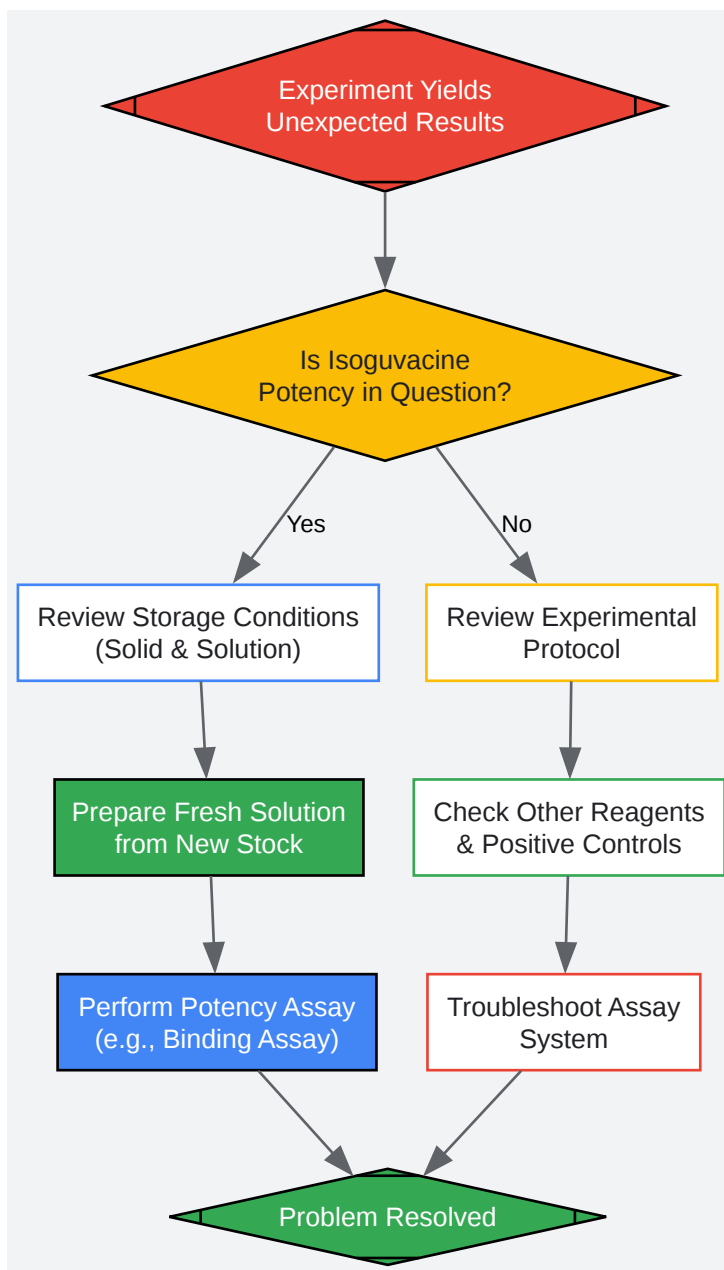 Experiment Yields
Unexpected Results
Is Isoguvacine
Potency in Question?
Yes
No
Review Storage Conditions
(Solid & Solution)
Review Experimental
Protocol
Prepare Fresh Solution
from New Stock
Check Other Reagents
& Positive Controls
Perform Potency Assay
(e.g., Binding Assay)
Troubleshoot Assay
System
Problem Resolved